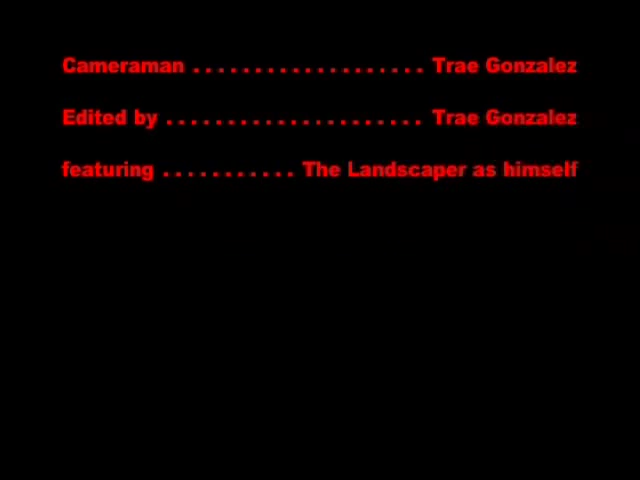 Cameraman . . . . . . . . . . . . . . . . . . . Trae Gonzalez
Edited by . . . . . . . . . . . . . . . . . . . . . Trae Gonzalez
featuring . . . . . . . . . . . The Landscaper as himself